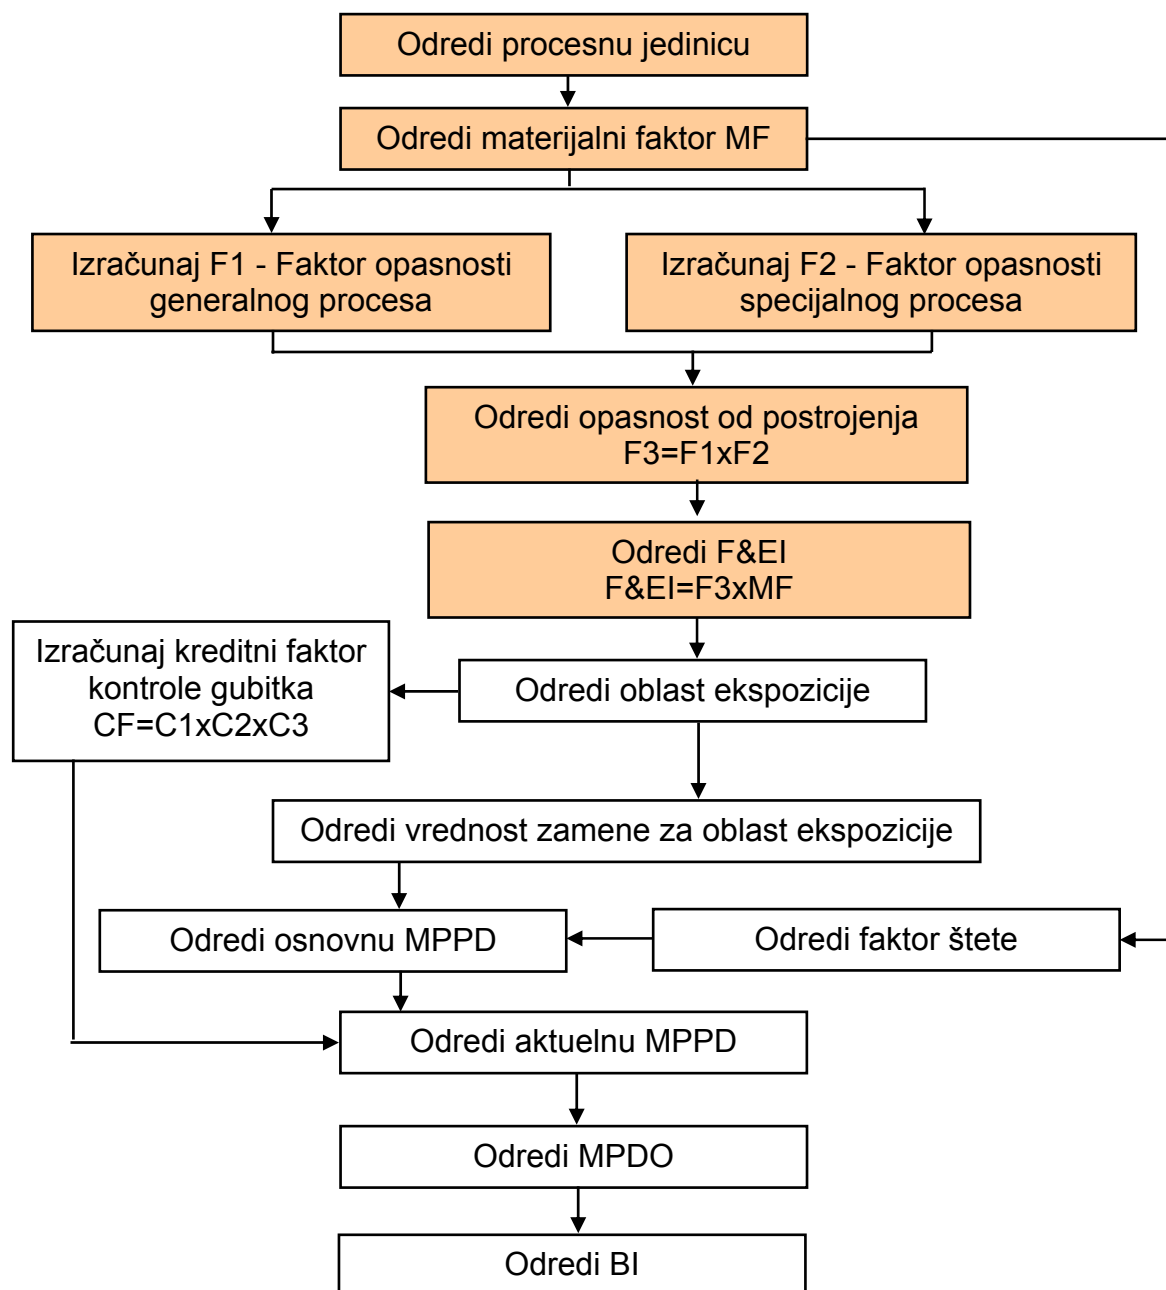 Odredi procesnu jedinicu
Odredi materijalni faktor MF
Izračunaj F1 - Faktor opasnosti
generalnog procesa
Izračunaj F2 - Faktor opasnosti
specijalnog procesa
Odredi opasnost od postrojenja
F3=F1xF2
Odredi F&EI
F&EI=F3xMF
Izračunaj kreditni faktor
kontrole gubitka
CF=C1xC2xC3
Odredi oblast ekspozicije
Odredi vrednost zamene za oblast ekspozicije
Odredi osnovnu MPPD
Odredi faktor štete
Odredi aktuelnu MPPD
Odredi MPDO
Odredi BI